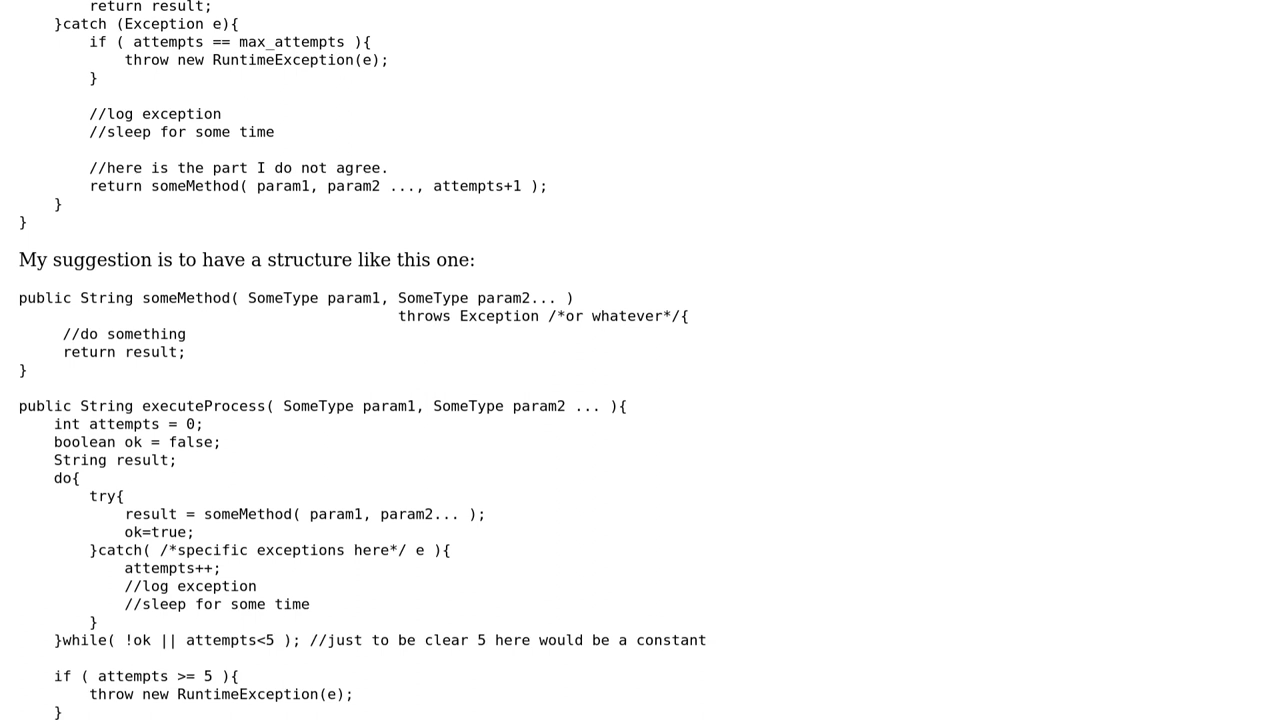 return result;
    }catch (Exception e){
        if ( attempts == max_attempts ){
            throw new RuntimeException(e);
        }
        //log exception
        //sleep for some time
        //here is the part I do not agree.
        return someMethod( param1, param2 ..., attempts+1 );
    }
}
My suggestion is to have a structure like this one:
public String someMethod( SomeType param1, SomeType param2... )
                                           throws Exception /*or whatever*/{
     //do something
     return result;
}
public String executeProcess( SomeType param1, SomeType param2 ... ){
    int attempts = 0;
    boolean ok = false;
    String result;
    do{
        try{
            result = someMethod( param1, param2... );
            ok=true;
        }catch( /*specific exceptions here*/ e ){
            attempts++;
            //log exception
            //sleep for some time
        }
    }while( !ok || attempts<5 ); //just to be clear 5 here would be a constant
    if ( attempts >= 5 ){
        throw new RuntimeException(e);
    }